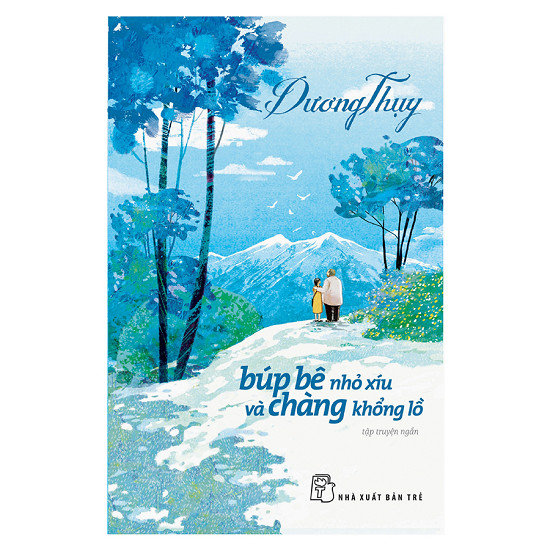 Dương Thụy
búp bê nhỏ xíu
và chàng khổng lồ
tập truyện ngắn
NHÀ XUẤT BẢN TRẺ